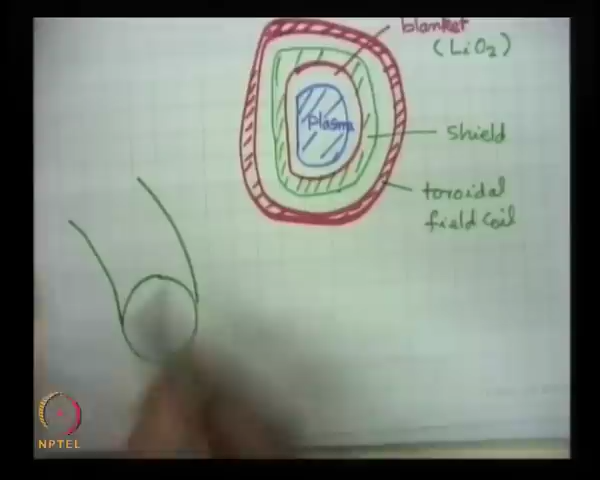 blanket
(LiO2)
plasma
shield
toroidal
field coil
NPTEL